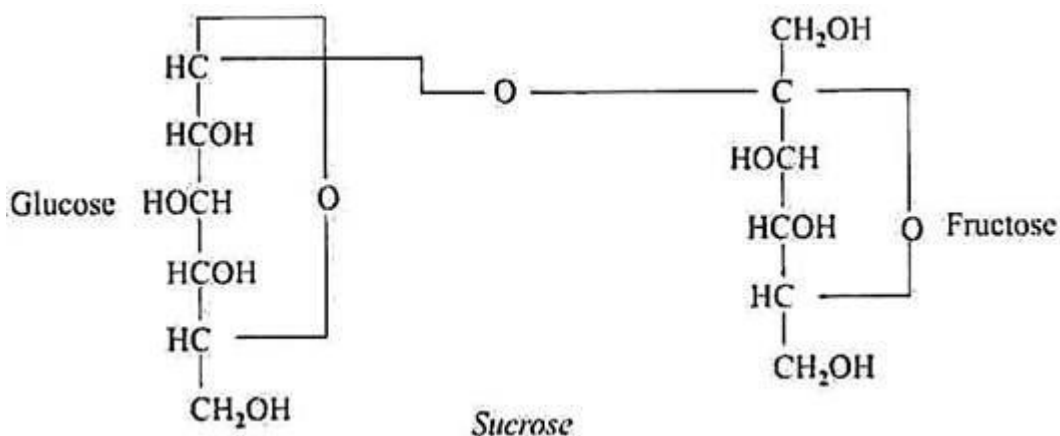 CH₂OH
HC O C
HCOH HOCH
Glucose HOCH O HCOH O Fructose
HCOH HC
HC CH₂OH
CH₂OH
Sucrose